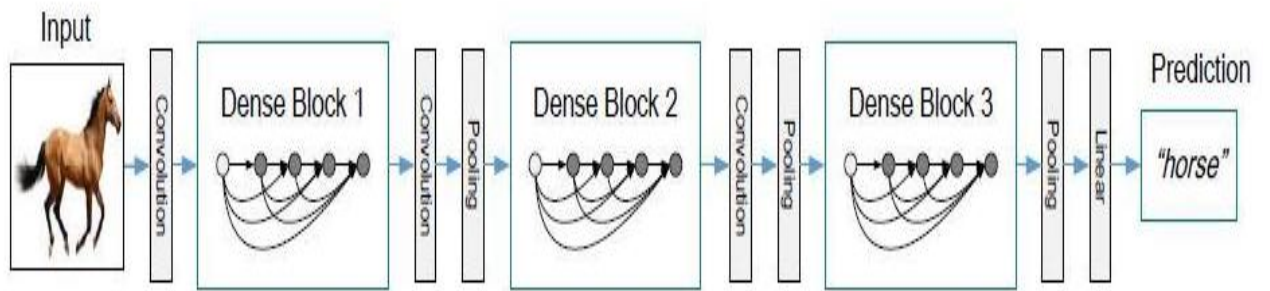 Input
Convolution
Dense Block 1
Convolution
Pooling
Dense Block 2
Convolution
Pooling
Dense Block 3
Pooling
Linear
Prediction
“horse”